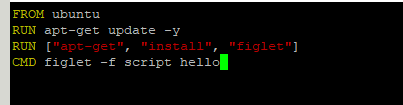 FROM ubuntu
RUN apt-get update -y
RUN ["apt-get", "install", "figlet"]
CMD figlet -f script hello